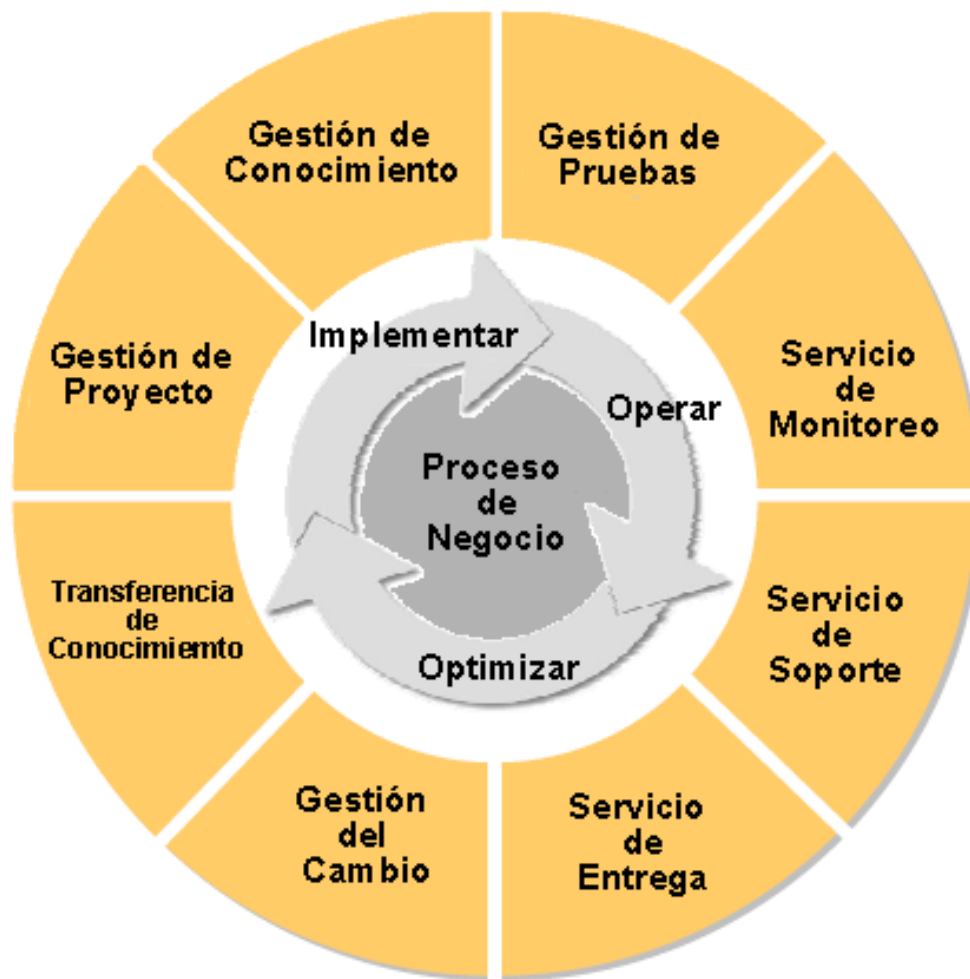 Gestión de
Conocimiento
Gestión de
Pruebas
Servicio
de
Monitoreo
Servicio
de
Soporte
Servicio
de
Entrega
Gestión
del
Cambio
Transferencia
de
Conocimiemto
Gestión de
Proyecto
Implementar
Operar
Optimizar
Proceso
de
Negocio